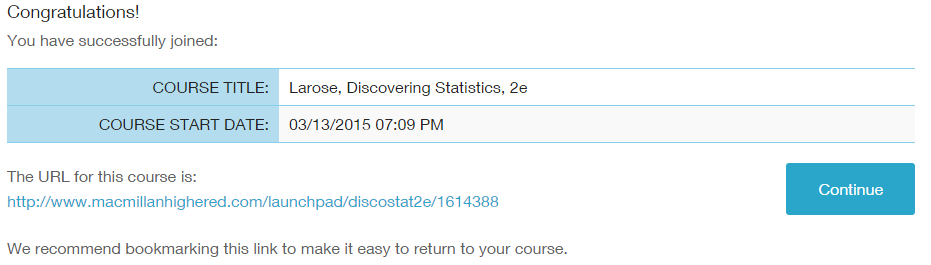 Congratulations!
You have successfully joined:
COURSE TITLE: Larose, Discovering Statistics, 2e
COURSE START DATE: 03/13/2015 07:09 PM
The URL for this course is:
http://www.macmillanhighered.com/launchpad/discostat2e/1614388
Continue
We recommend bookmarking this link to make it easy to return to your course.